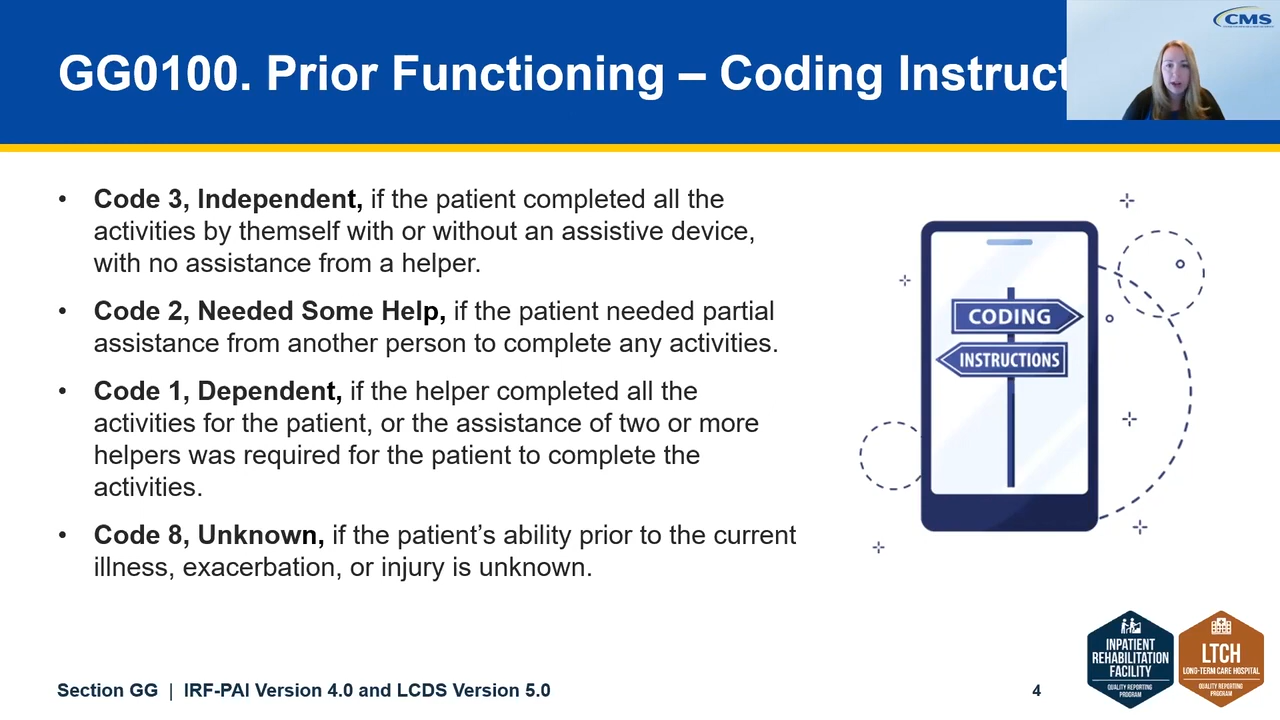 GG0100. Prior Functioning – Coding Instruct
CMS
• Code 3, Independent, if the patient completed all the
activities by themself with or without an assistive device,
with no assistance from a helper.
• Code 2, Needed Some Help, if the patient needed partial
assistance from another person to complete any activities.
• Code 1, Dependent, if the helper completed all the
activities for the patient, or the assistance of two or more
helpers was required for the patient to complete the
activities.
• Code 8, Unknown, if the patient’s ability prior to the current
illness, exacerbation, or injury is unknown.
CODING
INSTRUCTIONS
INPATIENT
REHABILITATION
FACILITY
QUALITY REPORTING
PROGRAM
LTCH
LONG-TERM CARE HOSPITAL
QUALITY REPORTING
PROGRAM
Section GG | IRF-PAI Version 4.0 and LCDS Version 5.0
4